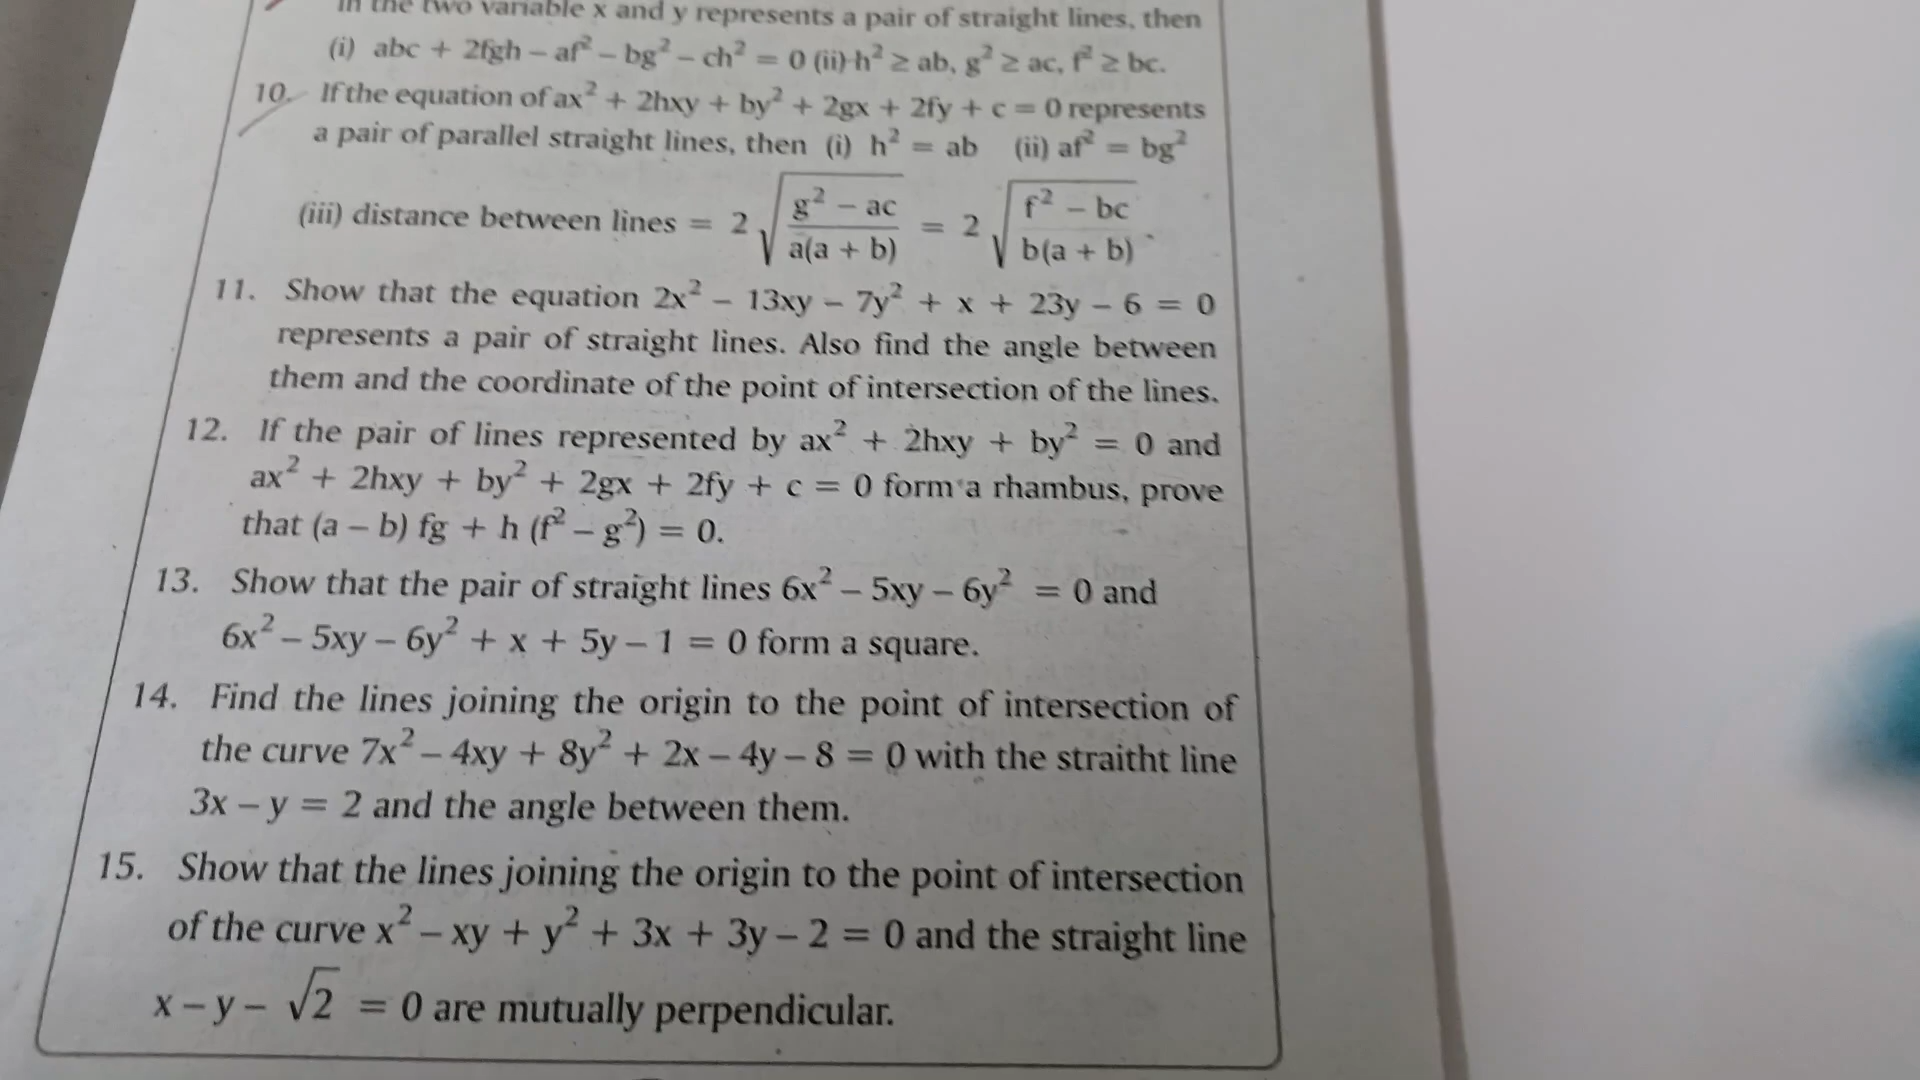 in the two variable x and y represents a pair of straight lines, then
(i) abc + 2fgh – af² – bg² – ch² = 0 (ii) h² ≥ ab, g² ≥ ac, f² ≥ bc.
10. If the equation of ax² + 2hxy + by² + 2gx + 2fy + c = 0 represents
a pair of parallel straight lines, then (i) h² = ab (ii) af² = bg²
(iii) distance between lines = 2√((g² – ac)/(a(a + b))) = 2√((f² – bc)/(b(a + b))).
11. Show that the equation 2x² – 13xy – 7y² + x + 23y – 6 = 0
represents a pair of straight lines. Also find the angle between
them and the coordinate of the point of intersection of the lines.
12. If the pair of lines represented by ax² + 2hxy + by² = 0 and
ax² + 2hxy + by² + 2gx + 2fy + c = 0 form a rhambus, prove
that (a – b) fg + h (f² – g²) = 0.
13. Show that the pair of straight lines 6x² – 5xy – 6y² = 0 and
6x² – 5xy – 6y² + x + 5y – 1 = 0 form a square.
14. Find the lines joining the origin to the point of intersection of
the curve 7x² – 4xy + 8y² + 2x – 4y – 8 = 0 with the straitht line
3x – y = 2 and the angle between them.
15. Show that the lines joining the origin to the point of intersection
of the curve x² – xy + y² + 3x + 3y – 2 = 0 and the straight line
x – y – √2 = 0 are mutually perpendicular.